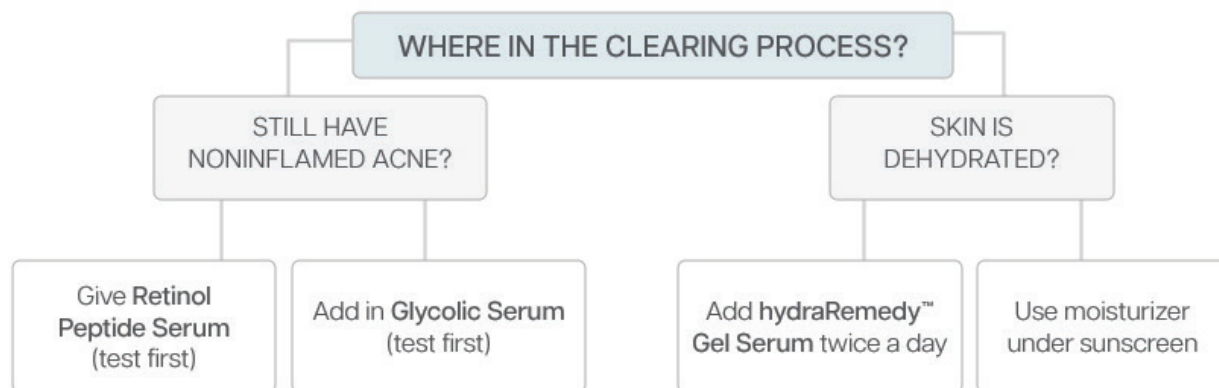 WHERE IN THE CLEARING PROCESS?
STILL HAVE
NONINFLAMED ACNE?
SKIN IS
DEHYDRATED?
Give Retinol
Peptide Serum
(test first)
Add in Glycolic Serum
(test first)
Add hydraRemedy™
Gel Serum twice a day
Use moisturizer
under sunscreen